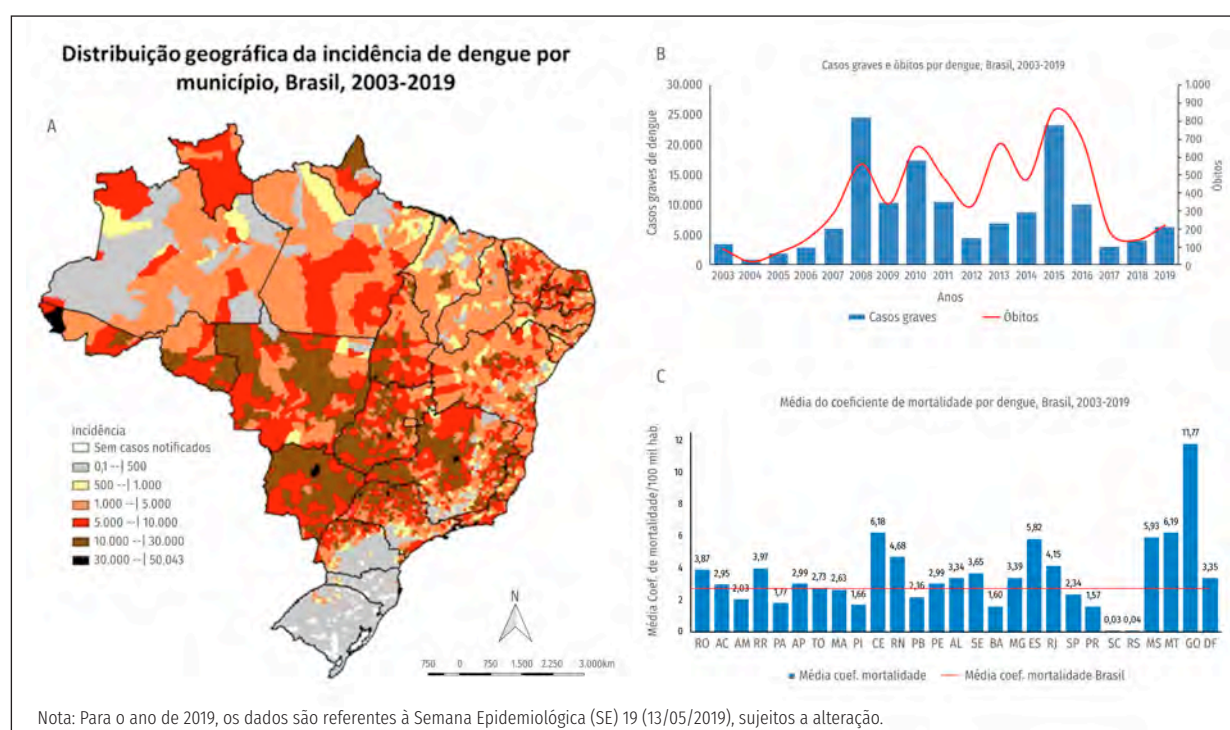 Distribuição geográfica da incidência de dengue por
município, Brasil, 2003-2019
A
Incidência
Sem casos notificados
0,1 --| 500
500 --| 1.000
1.000 --| 5.000
5.000 --| 10.000
10.000 --| 30.000
30.000 --| 50.043
N
750 0 750 1.500 2.250 3.000km
B
Casos graves e óbitos por dengue, Brasil, 2003-2019
Casos graves de dengue
30.000
25.000
20.000
15.000
10.000
5.000
0
1.000
900
800
700
600
500
400
300
200
100
0
Óbitos
2003 2004 2005 2006 2007 2008 2009 2010 2011 2012 2013 2014 2015 2016 2017 2018 2019
Anos
Casos graves Óbitos
C
Média do coeficiente de mortalidade por dengue, Brasil, 2003-2019
Média Coef. de mortalidade/100 mil hab.
12
10
8
6
4
2
0
3,87 2,95 2,03 3,97 1,77 2,99 2,73 2,63 1,66 6,18 4,68 2,16 2,99 3,34 3,65 1,60 3,39 5,82 4,15 2,34 1,57 0,03 0,04 5,93 6,19 11,77 3,35
RO AC AM RR PA AP TO MA PI CE RN PB PE AL SE BA MG ES RJ SP PR SC RS MS MT GO DF
Média coef. mortalidade Média coef. mortalidade Brasil
Nota: Para o ano de 2019, os dados são referentes à Semana Epidemiológica (SE) 19 (13/05/2019), sujeitos a alteração.